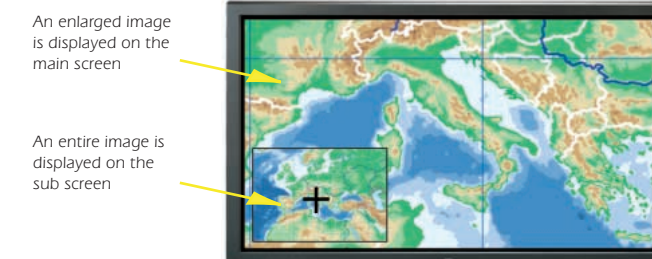 An enlarged image
is displayed on the
main screen
An entire image is
displayed on the
sub screen